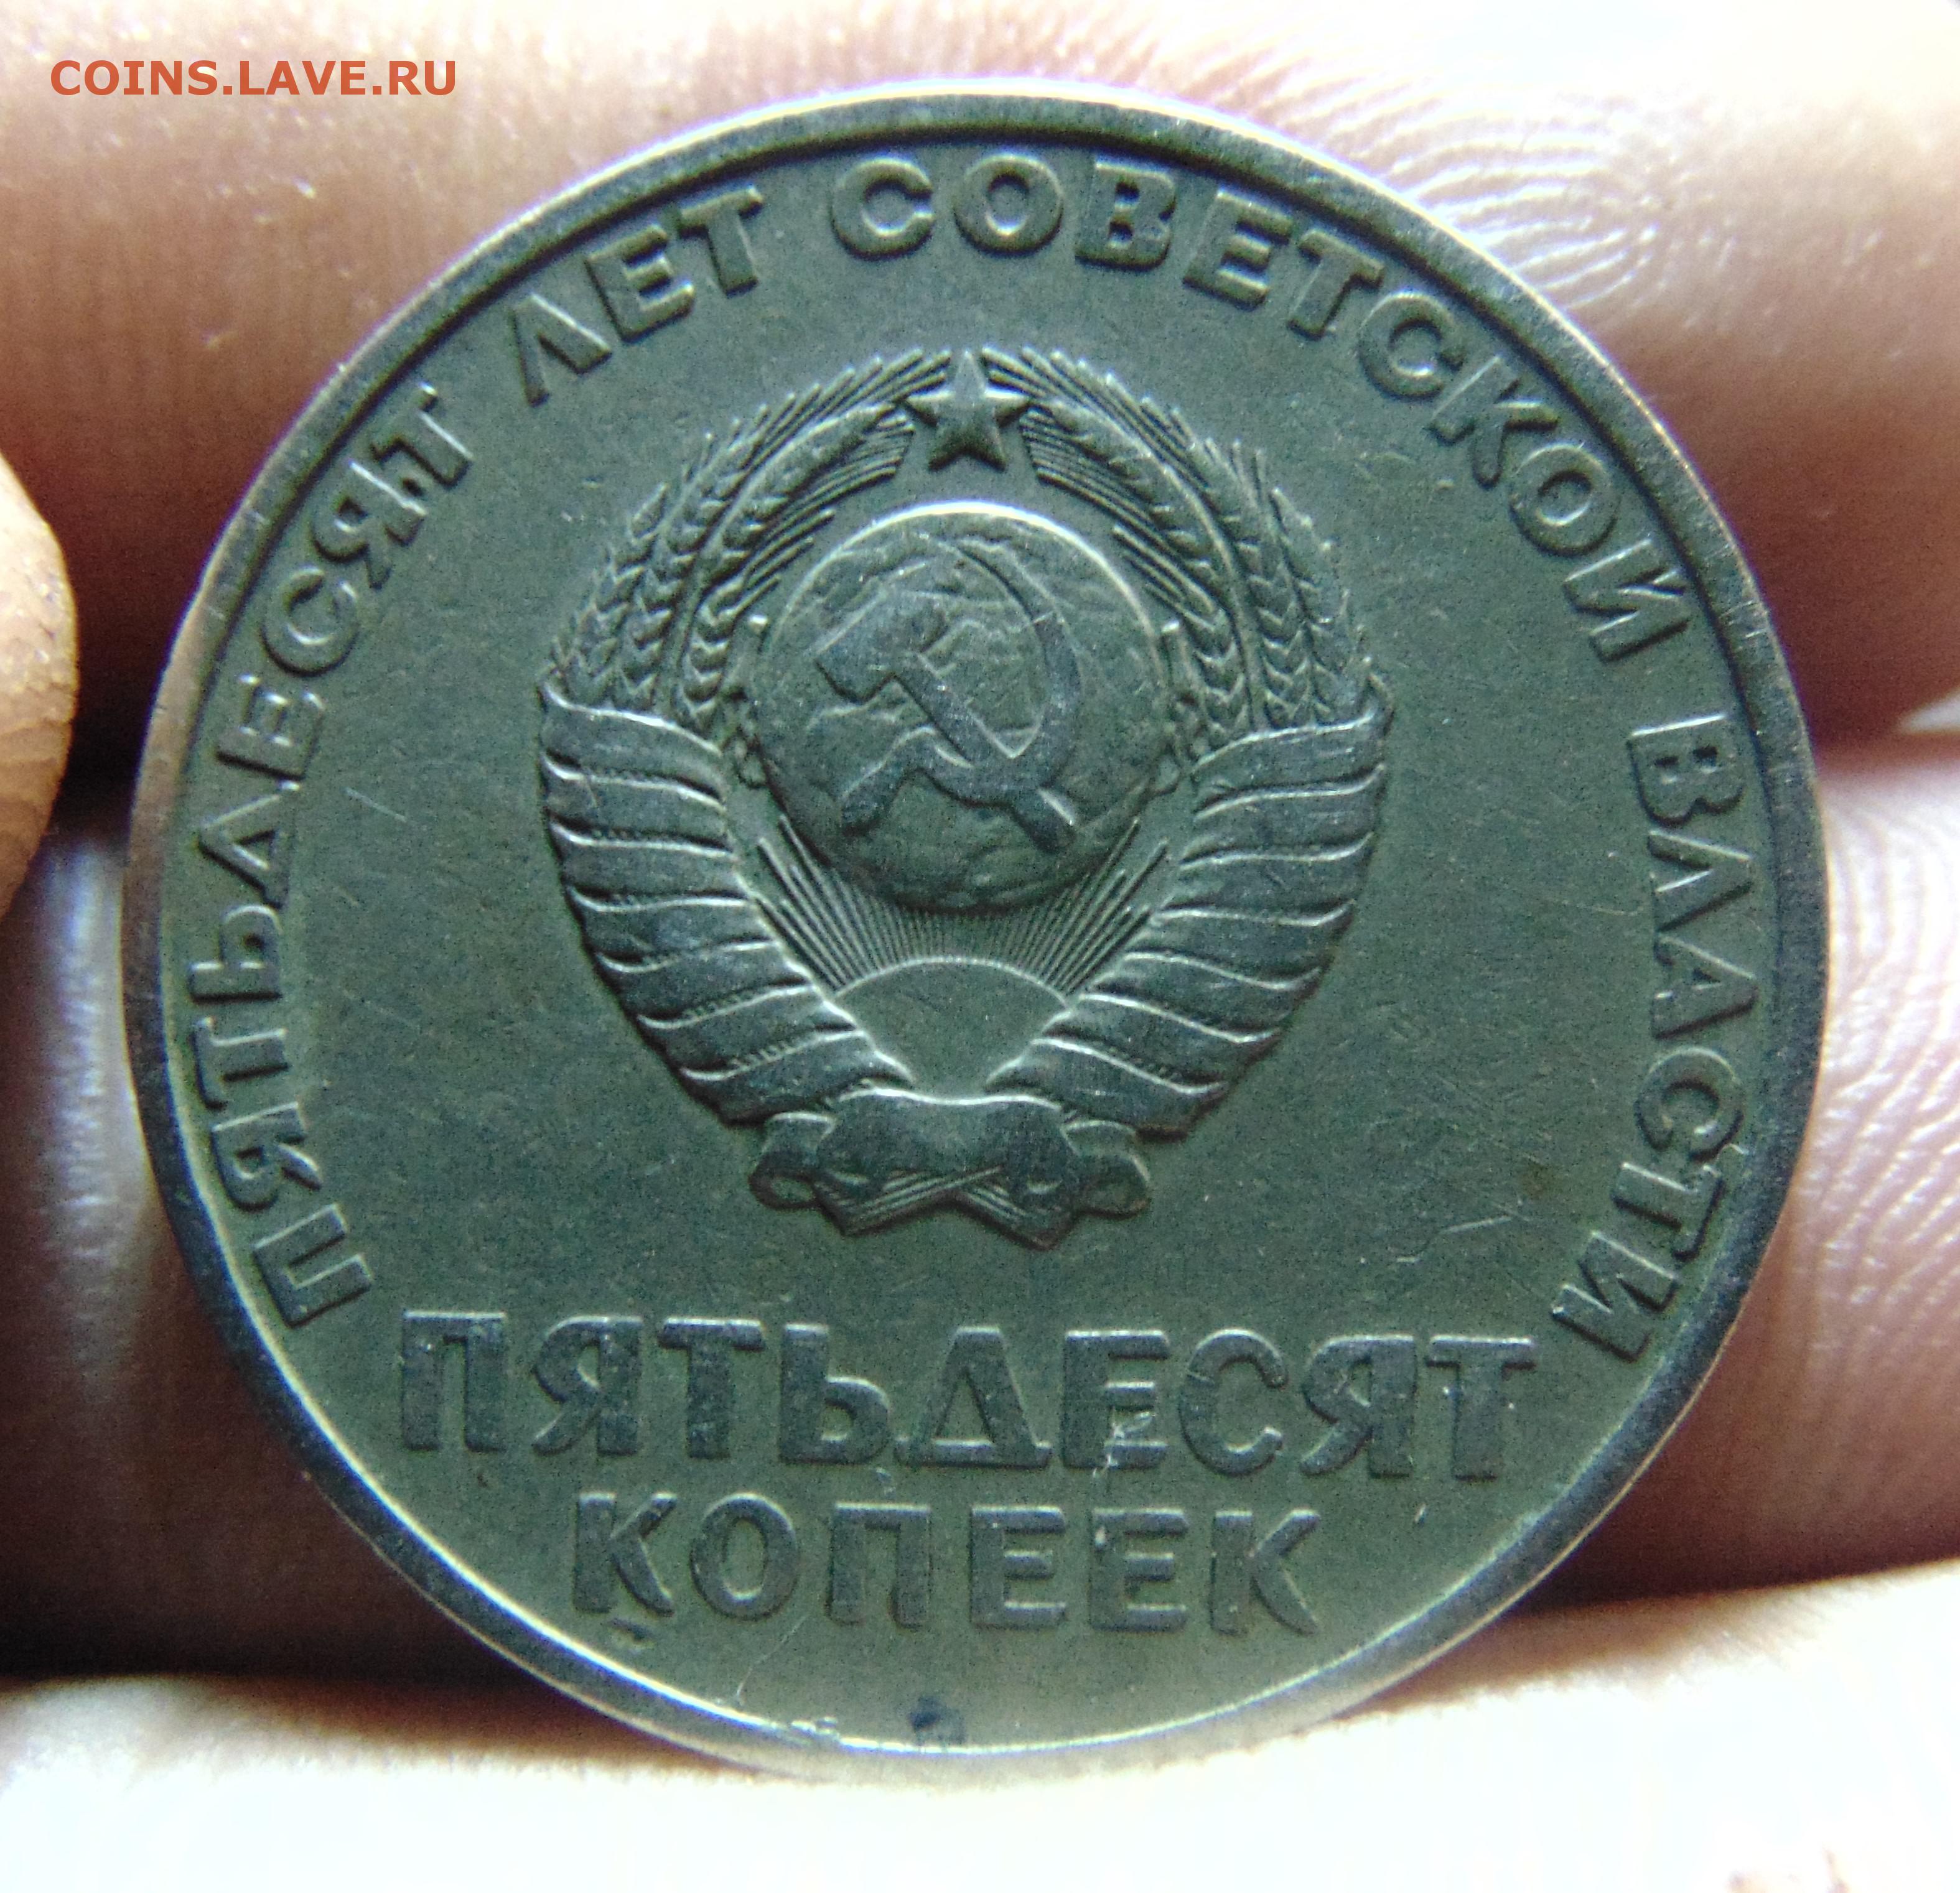 COINS.LAVE.RU
ПЯТЬДЕСЯТ ЛЕТ СОВЕТСКОЙ ВЛАСТИ
ПЯТЬДЕСЯТ
КОПЕЕК